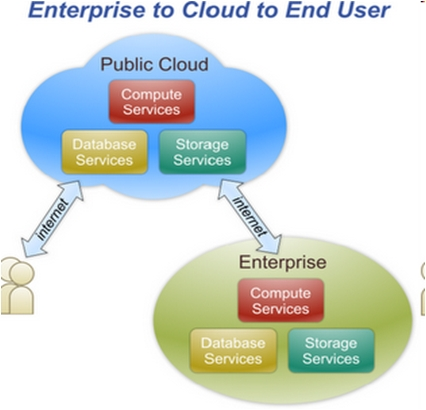 Enterprise to Cloud to End User
Public Cloud
Compute
Services
Database
Services
Storage
Services
internet
internet
Enterprise
Compute
Services
Database
Services
Storage
Services